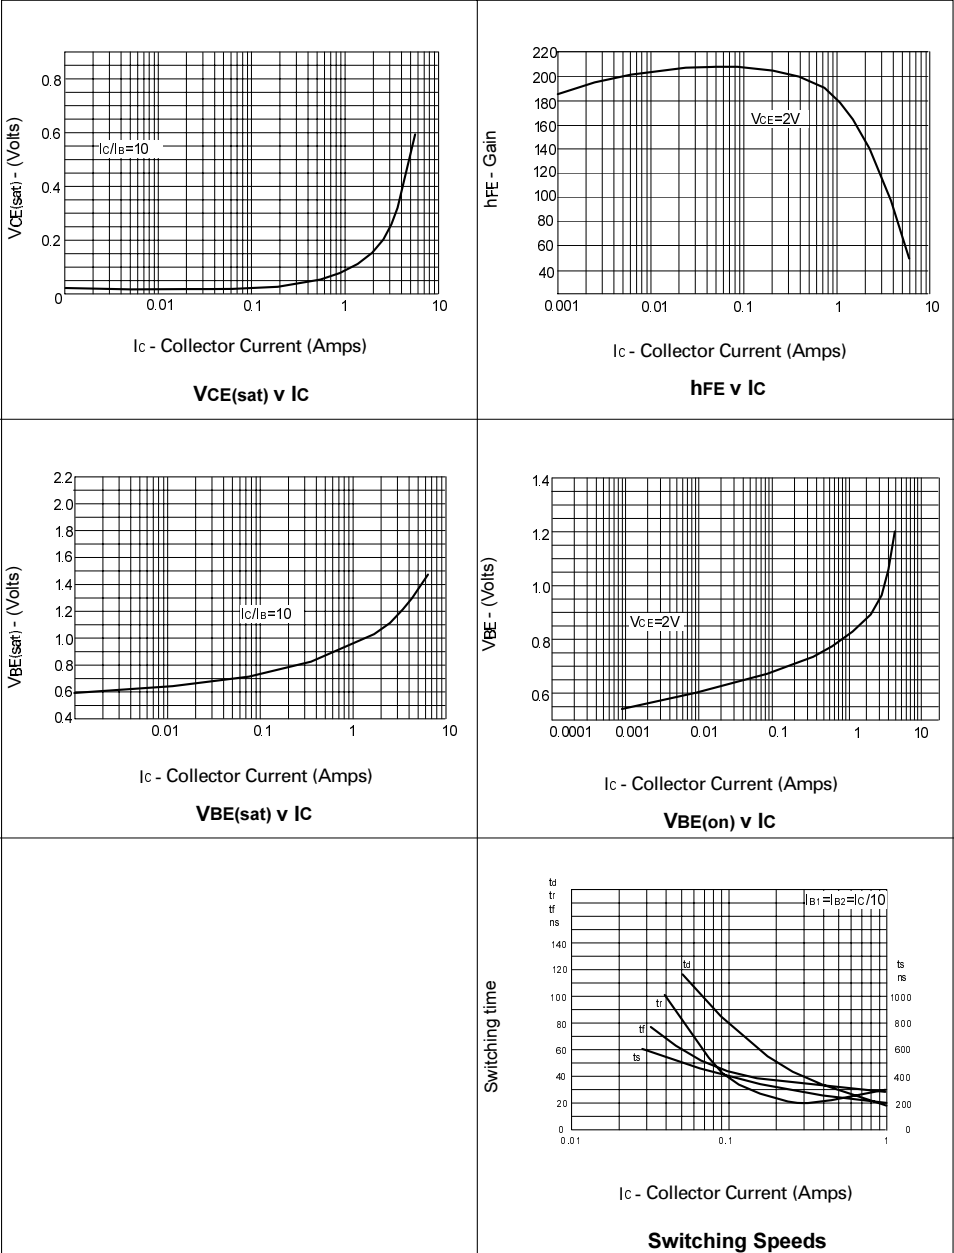 0.8
0.6
0.4
0.2
0
IC/IB=10
VCE(sat) - (Volts)
0.01
0.1
1
10
IC - Collector Current (Amps)
VCE(sat) v IC
220
200
180
160
140
120
100
80
60
40
VCE=2V
hFE - Gain
0.001
0.01
0.1
1
10
IC - Collector Current (Amps)
hFE v IC
2.2
2.0
1.8
1.6
1.4
1.2
1.0
0.8
0.6
0.4
IC/IB=10
VBE(sat) - (Volts)
0.01
0.1
1
10
IC - Collector Current (Amps)
VBE(sat) v IC
1.4
1.2
1.0
0.8
0.6
VCE=2V
VBE - (Volts)
0.0001
0.001
0.01
0.1
1
10
IC - Collector Current (Amps)
VBE(on) v IC
td
tr
tf
ns
140
120
100
80
60
40
20
0
IB1=IB2=IC/10
td
tr
tf
ts
ts
ns
1000
800
600
400
200
0
Switching time
0.01
0.1
1
IC - Collector Current (Amps)
Switching Speeds